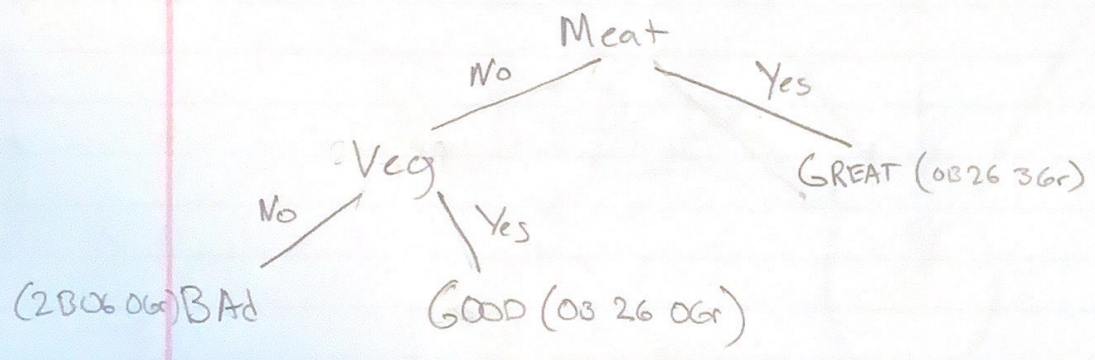 Meat
No
Yes
Veg
GREAT (0B 2G 3Gr)
No
Yes
(2B 0G 0Gr) BAd
GOOD (0B 2G 0Gr)